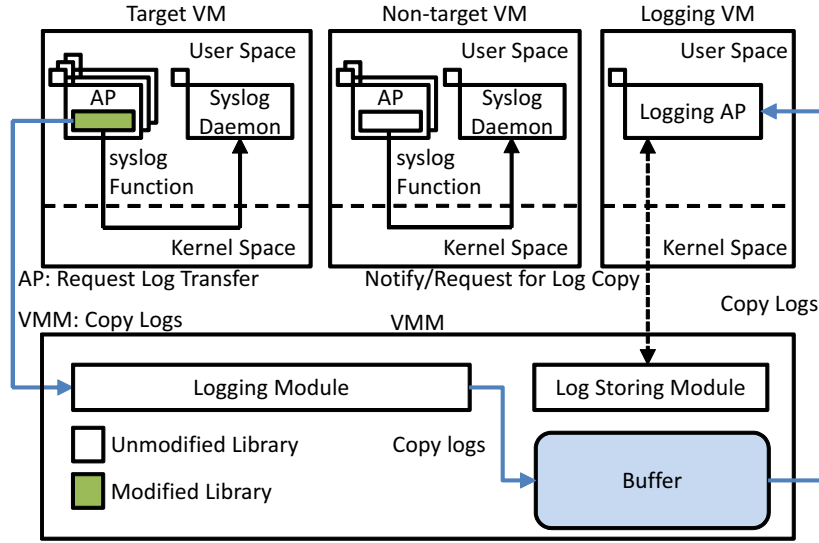 Target VM
Non-target VM
Logging VM
User Space
User Space
User Space
AP
Syslog
Daemon
AP
Syslog
Daemon
Logging AP
syslog
Function
syslog
Function
Kernel Space
Kernel Space
Kernel Space
AP: Request Log Transfer
Notify/Request for Log Copy
VMM: Copy Logs
VMM
Copy Logs
Logging Module
Log Storing Module
Unmodified Library
Copy logs
Modified Library
Buffer